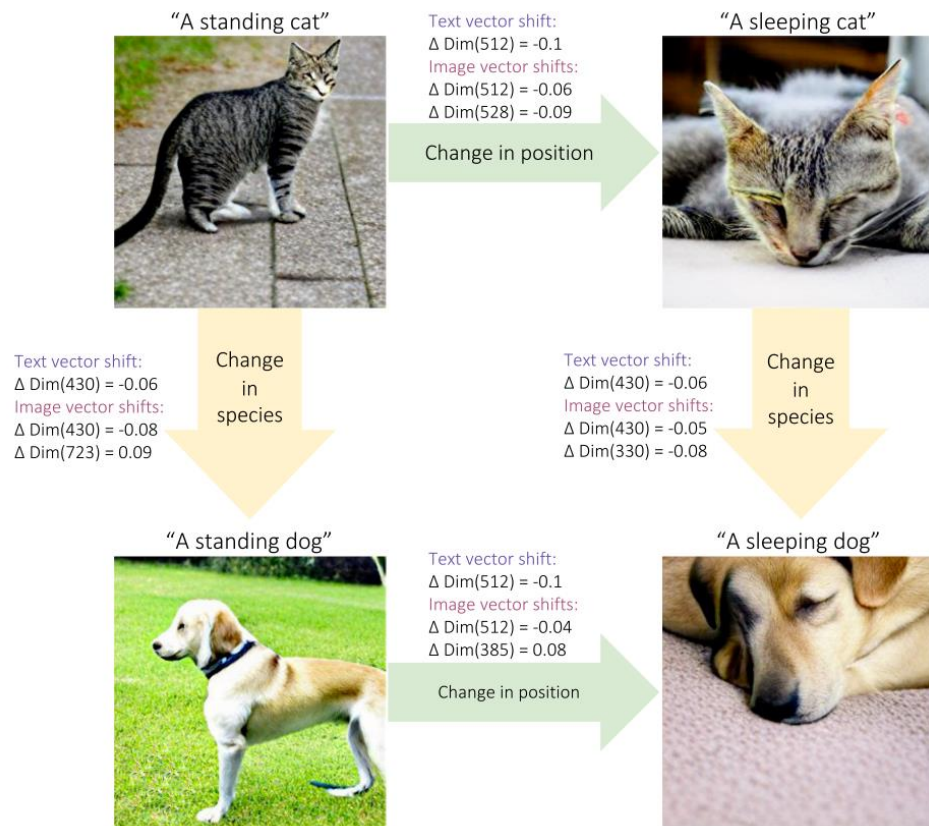 “A standing cat”
Text vector shift:
Δ Dim(512) = -0.1
Image vector shifts:
Δ Dim(512) = -0.06
Δ Dim(528) = -0.09
Change in position
“A sleeping cat”
Text vector shift:
Δ Dim(430) = -0.06
Image vector shifts:
Δ Dim(430) = -0.08
Δ Dim(723) = 0.09
Change
in
species
Text vector shift:
Δ Dim(430) = -0.06
Image vector shifts:
Δ Dim(430) = -0.05
Δ Dim(330) = -0.08
Change
in
species
“A standing dog”
Text vector shift:
Δ Dim(512) = -0.1
Image vector shifts:
Δ Dim(512) = -0.04
Δ Dim(385) = 0.08
Change in position
“A sleeping dog”